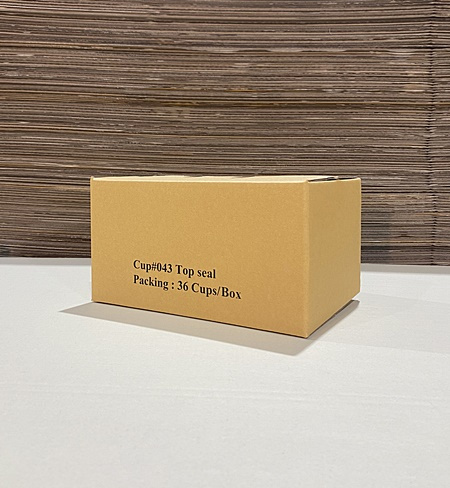 Cup#043 Top seal
Packing : 36 Cups/Box